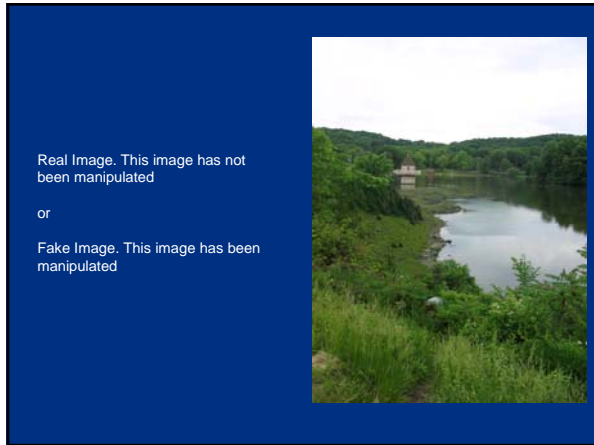 Real Image. This image has not
been manipulated
or
Fake Image. This image has been
manipulated